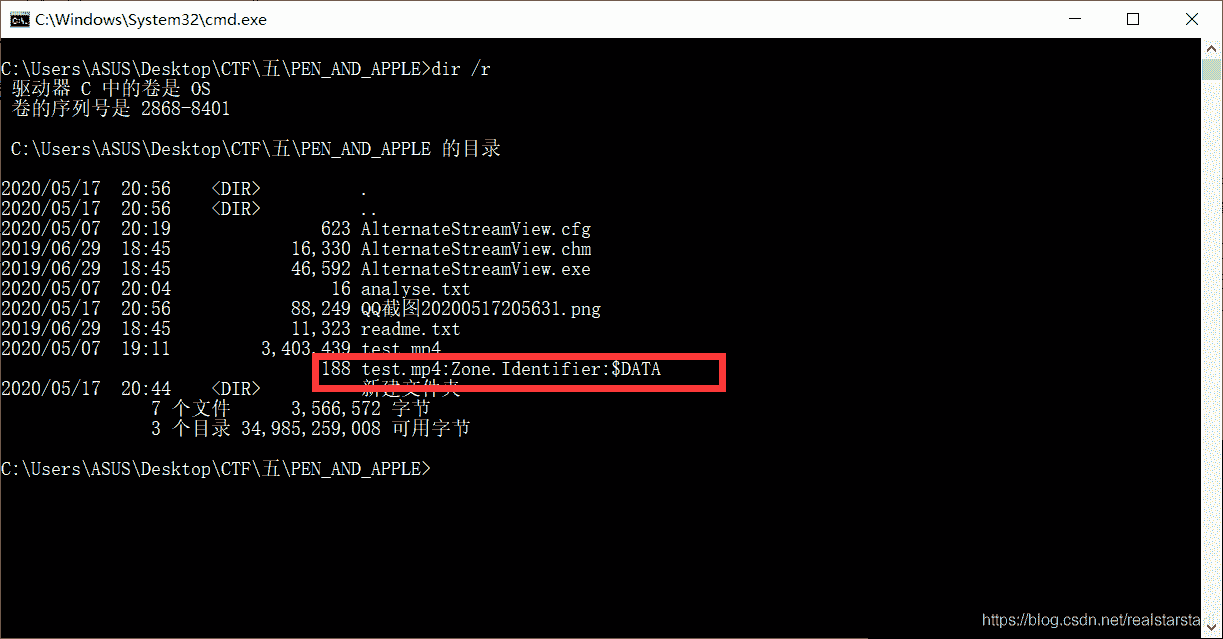 C:\Windows\System32\cmd.exe
C:\Users\ASUS\Desktop\CTF\五\PEN_AND_APPLE>dir /r
驱动器 C 中的卷是 OS
卷的序列号是 2868-8401
C:\Users\ASUS\Desktop\CTF\五\PEN_AND_APPLE 的目录
2020/05/17  20:56    <DIR>          .
2020/05/17  20:56    <DIR>          ..
2020/05/07  20:19               623 AlternateStreamView.cfg
2019/06/29  18:45            16,330 AlternateStreamView.chm
2019/06/29  18:45            46,592 AlternateStreamView.exe
2020/05/07  20:04                16 analyse.txt
2020/05/17  20:56            88,249 QQ截图20200517205631.png
2019/06/29  18:45            11,323 readme.txt
2020/05/07  19:11         3,403,439 test.mp4
188 test.mp4:Zone.Identifier:$DATA
2020/05/17  20:44    <DIR>          新建文件夹
7 个文件      3,566,572 字节
3 个目录 34,985,259,008 可用字节
C:\Users\ASUS\Desktop\CTF\五\PEN_AND_APPLE>